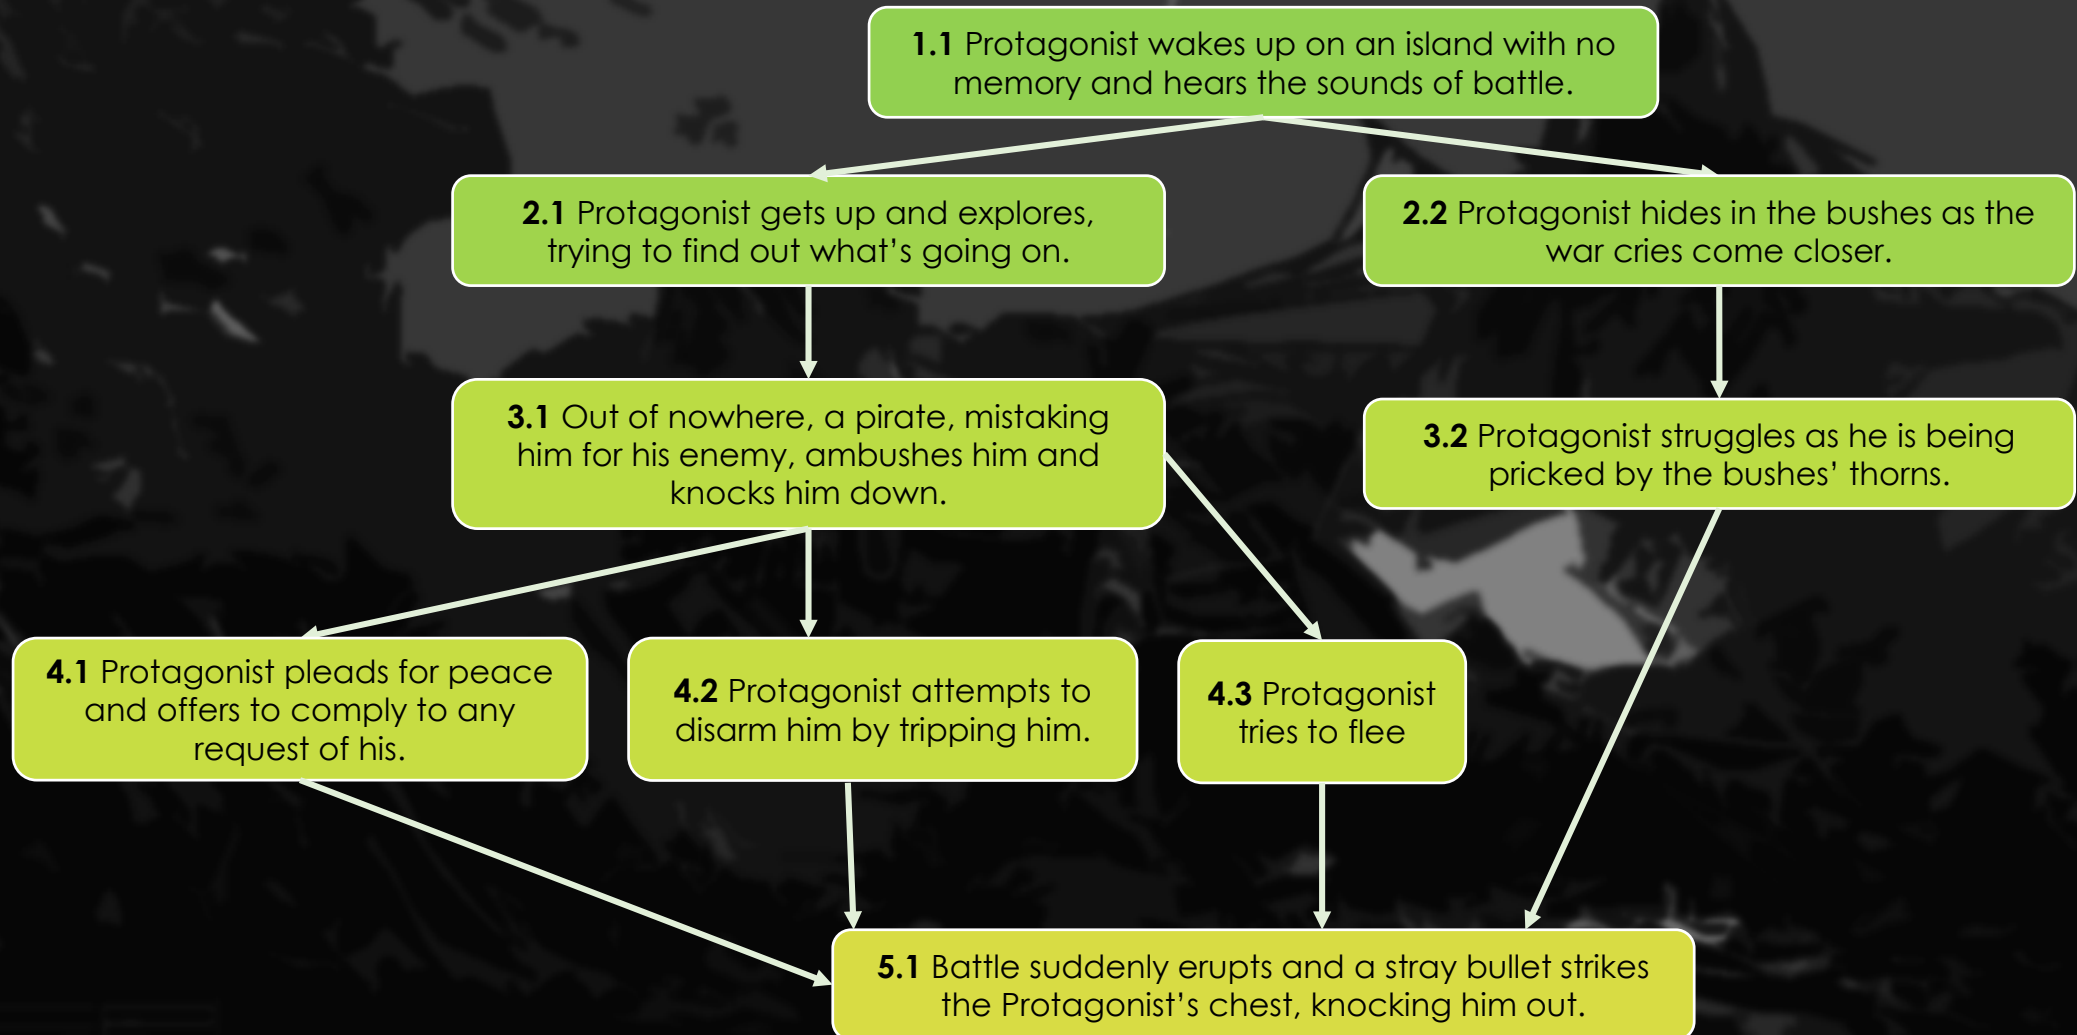 1.1 Protagonist wakes up on an island with no
memory and hears the sounds of battle.
2.1 Protagonist gets up and explores,
trying to find out what’s going on.
2.2 Protagonist hides in the bushes as the
war cries come closer.
3.1 Out of nowhere, a pirate, mistaking
him for his enemy, ambushes him and
knocks him down.
3.2 Protagonist struggles as he is being
pricked by the bushes’ thorns.
4.1 Protagonist pleads for peace
and offers to comply to any
request of his.
4.2 Protagonist attempts to
disarm him by tripping him.
4.3 Protagonist
tries to flee
5.1 Battle suddenly erupts and a stray bullet strikes
the Protagonist’s chest, knocking him out.